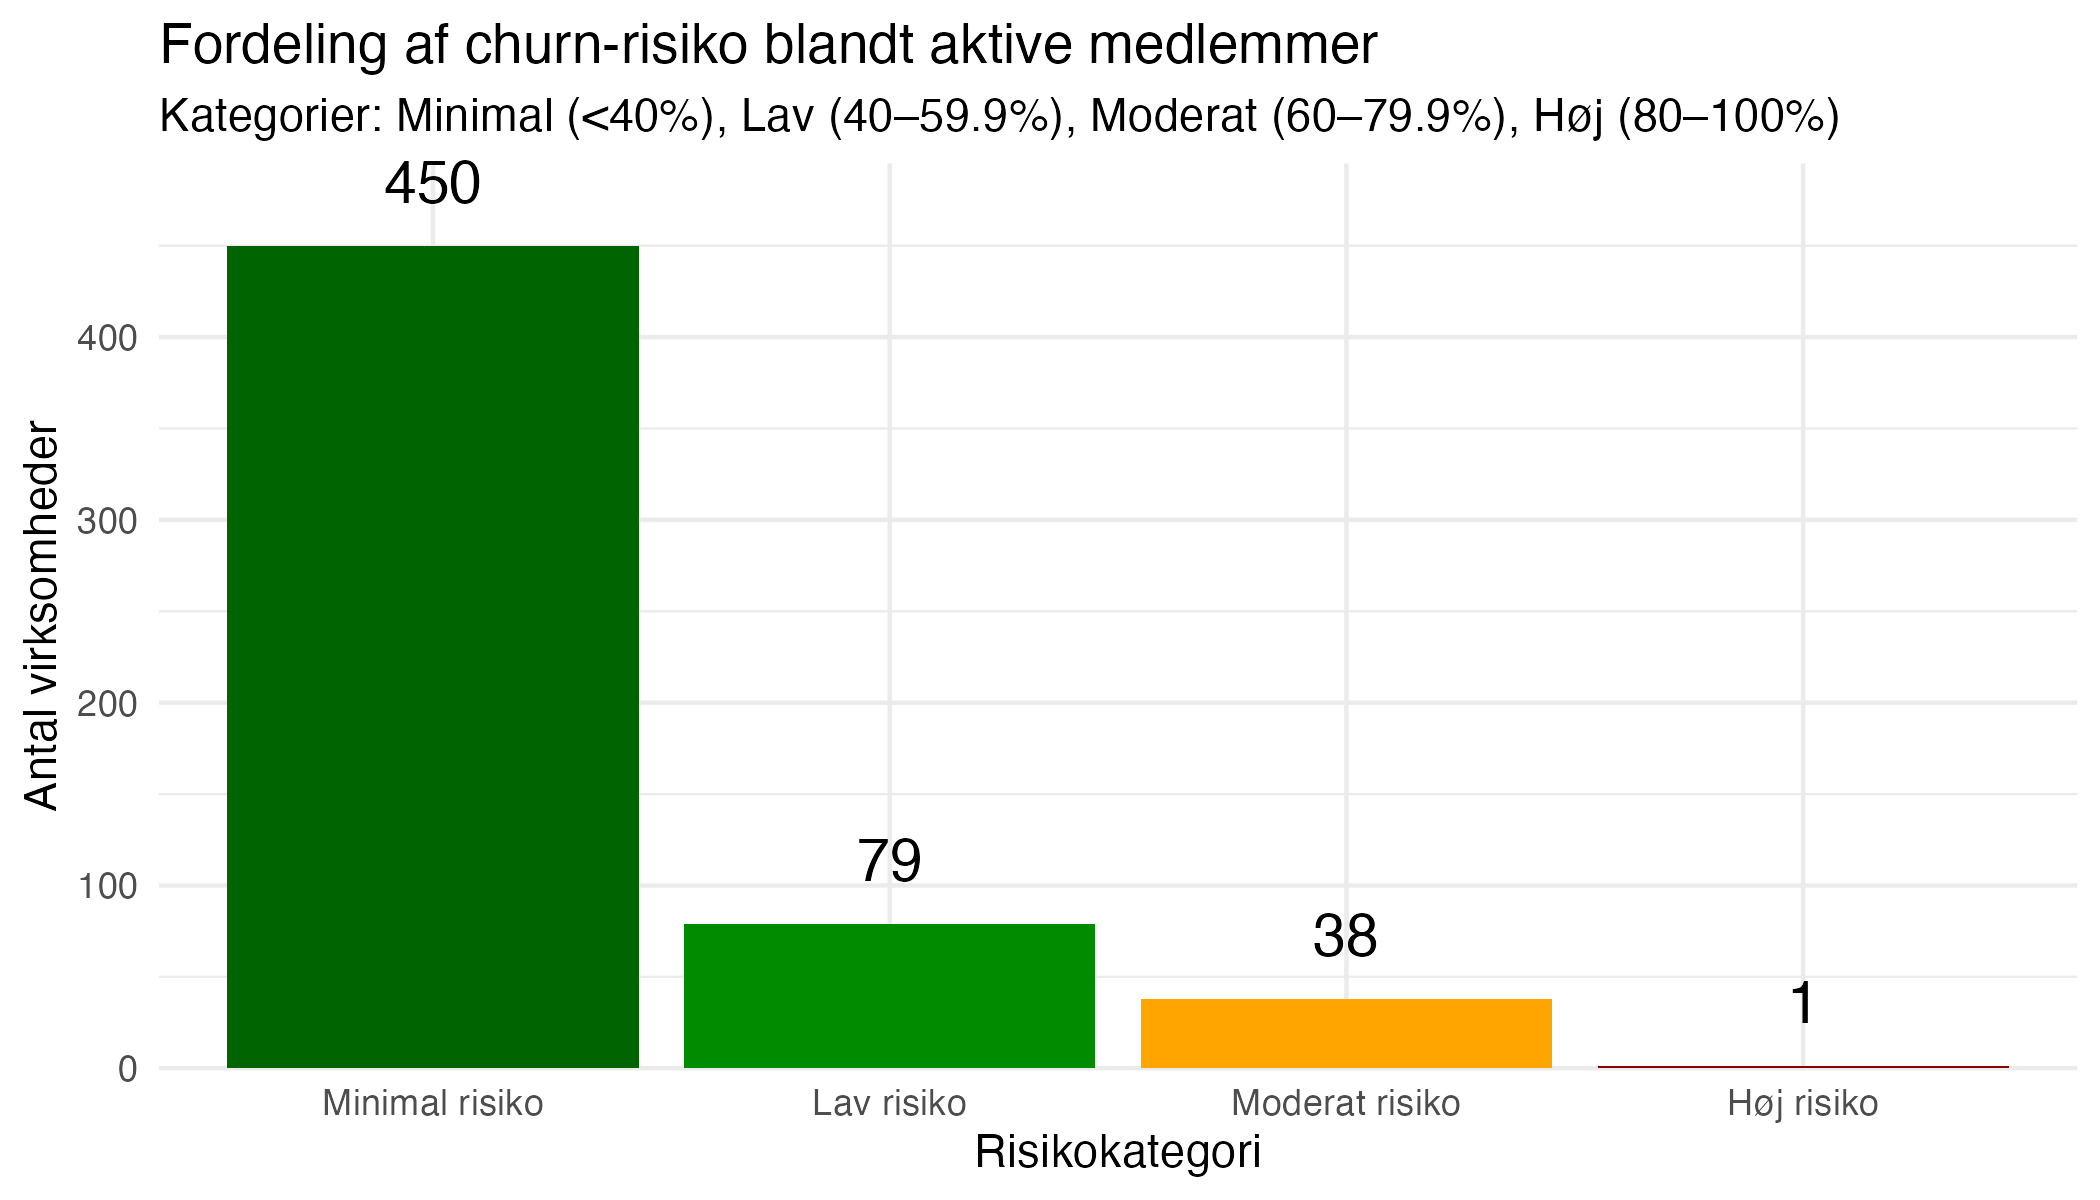 Fordeling af churn-risiko blandt aktive medlemmer
Kategorier: Minimal (<40%), Lav (40–59.9%), Moderat (60–79.9%), Høj (80–100%)
450
79
38
1
400
300
200
100
0
Antal virksomheder
Minimal risiko
Lav risiko
Moderat risiko
Høj risiko
Risikokategori